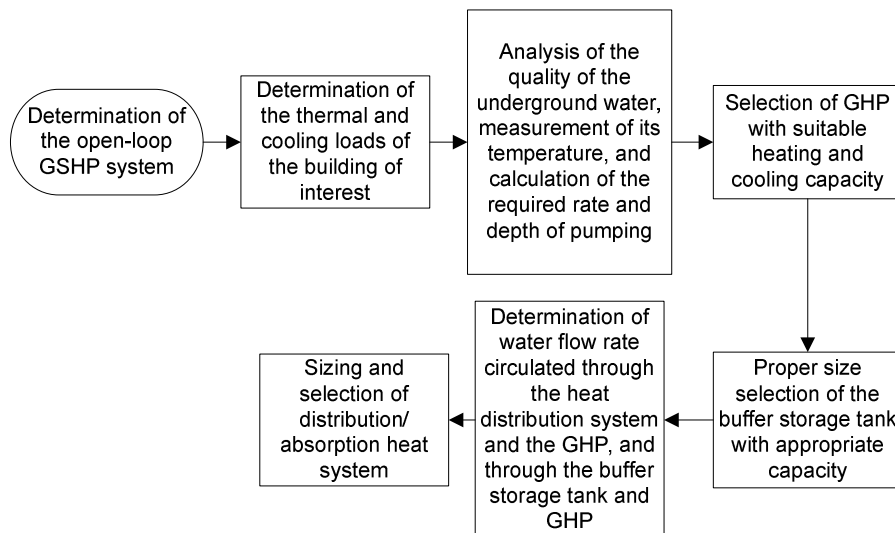 Determination of
the open-loop
GSHP system
Determination of
the thermal and
cooling loads of
the building of
interest
Analysis of the
quality of the
underground water,
measurement of its
temperature, and
calculation of the
required rate and
depth of pumping
Selection of GHP
with suitable
heating and
cooling capacity
Proper size
selection of the
buffer storage tank
with appropriate
capacity
Determination of
water flow rate
circulated through
the heat
distribution system
and the GHP, and
through the buffer
storage tank and
GHP
Sizing and
selection of
distribution/
absorption heat
system